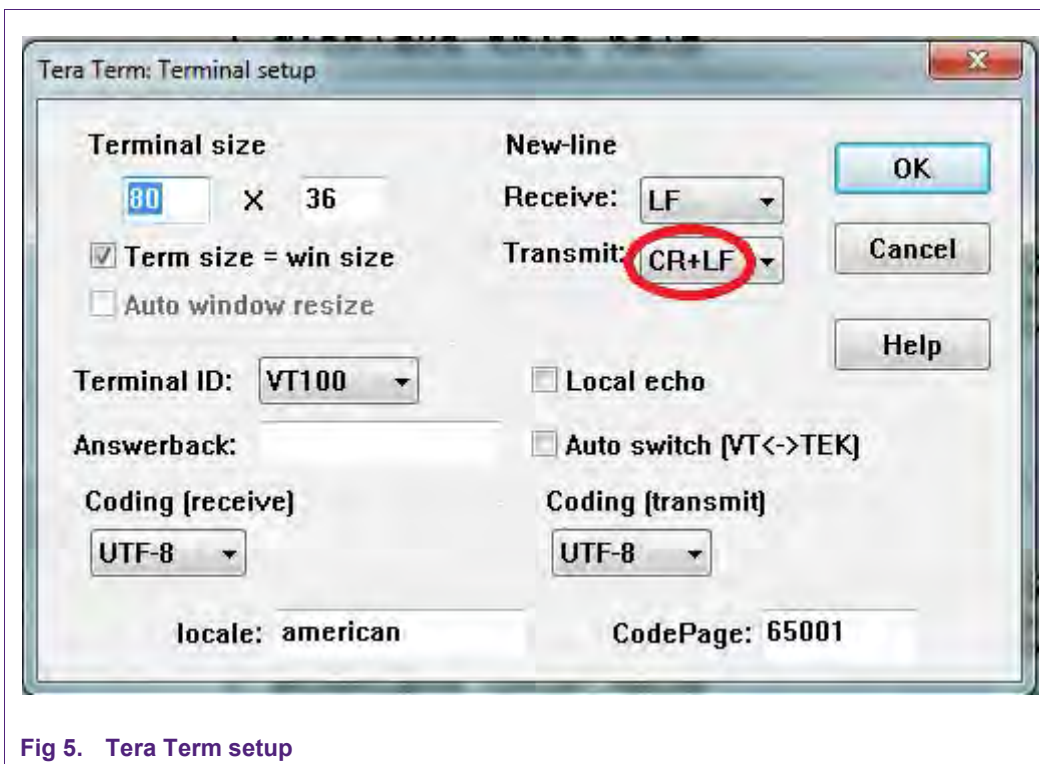 Tera Term: Terminal setup
Terminal size
80 X 36
Term size = win size
Auto window resize
New-line
Receive: LF
Transmit: CR+LF
OK
Cancel
Help
Terminal ID: VT100
Local echo
Answerback:
Auto switch (VT<->TEK)
Coding (receive)
UTF-8
Coding (transmit)
UTF-8
locale: american
CodePage: 65001
Fig 5. Tera Term setup